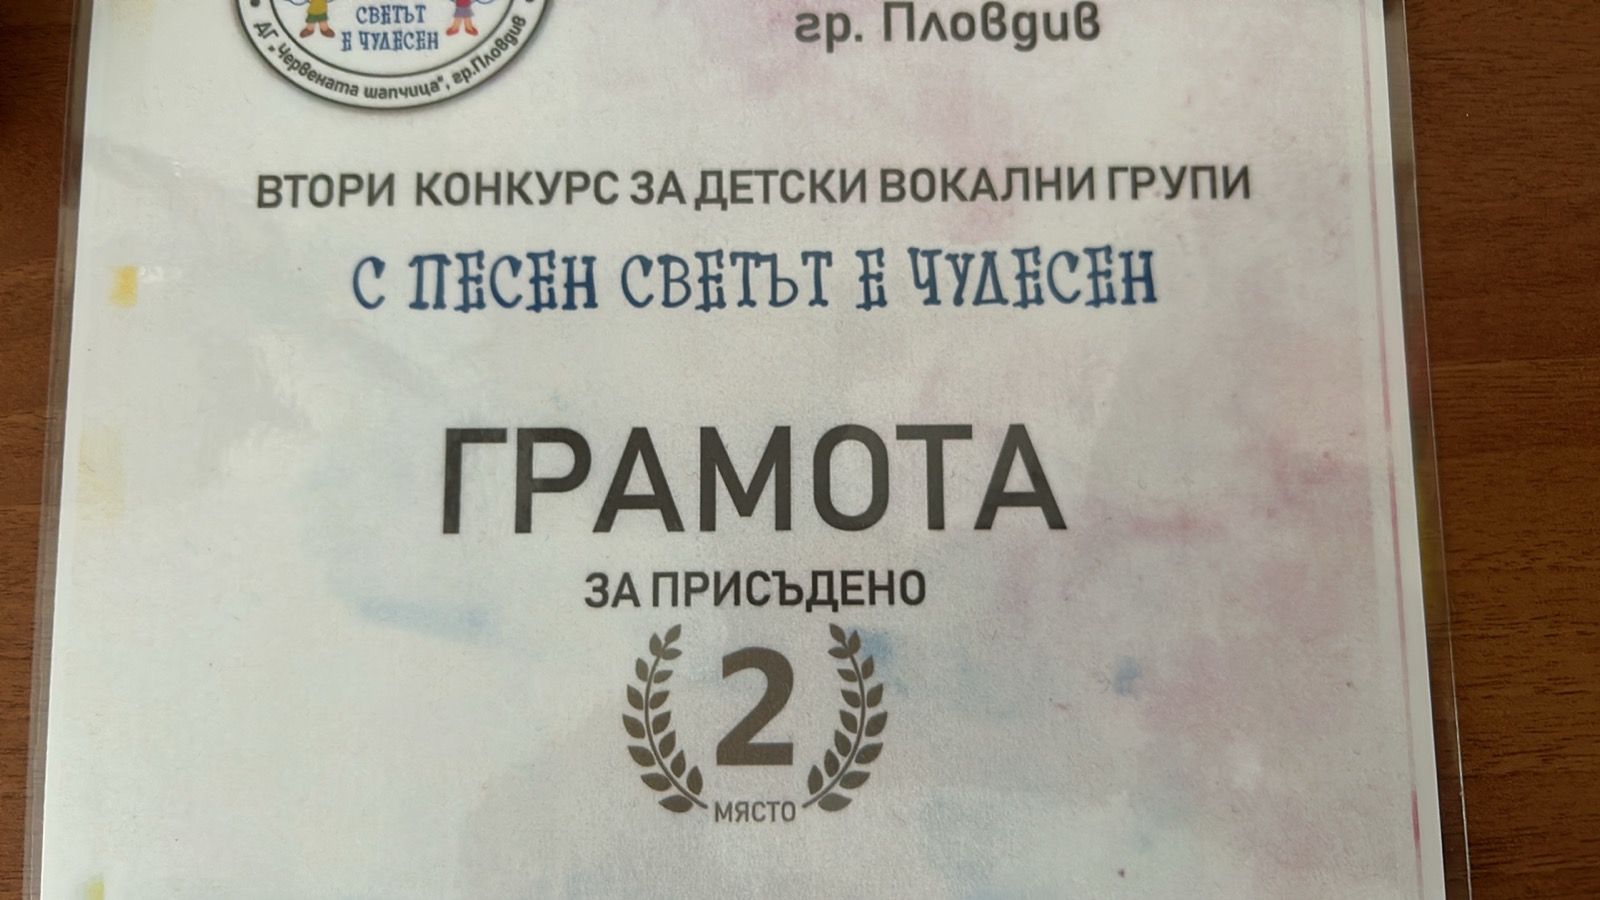 СВЕТЪТ
Е ЧУДЕСЕН
ДГ „Червената шапчица", гр.Пловдив
гр. Пловдив
ВТОРИ КОНКУРС ЗА ДЕТСКИ ВОКАЛНИ ГРУПИ
С ПЕСЕН СВЕТЪТ Е ЧУДЕСЕН
ГРАМОТА
ЗА ПРИСЪДЕНО
2
МЯСТО